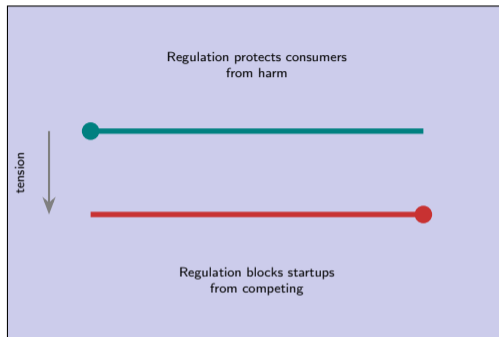 Regulation protects consumers
from harm
tension
Regulation blocks startups
from competing